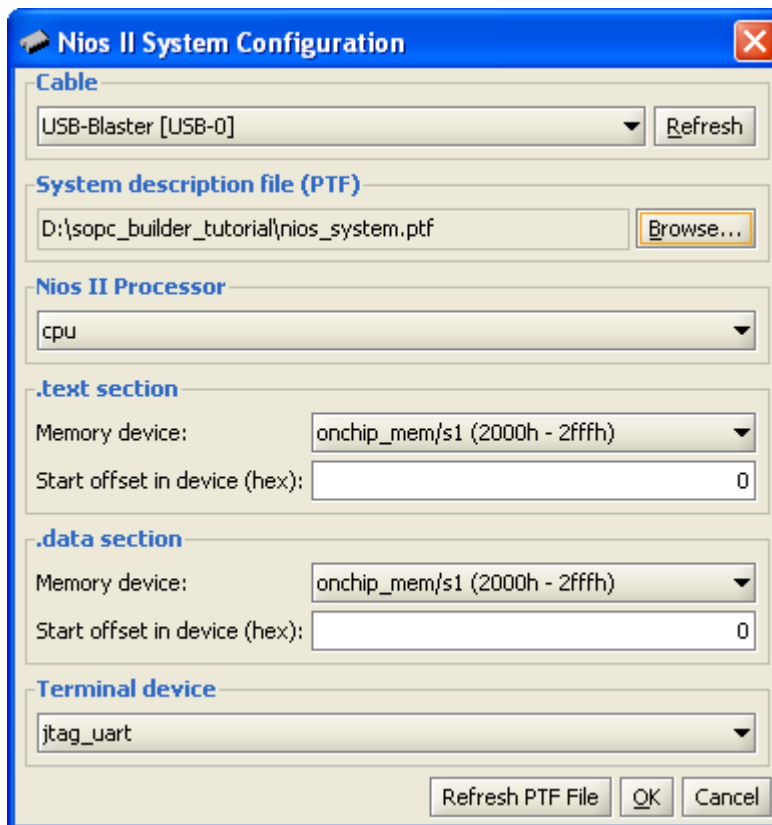 Nios II System Configuration
Cable
USB-Blaster [USB-0] Refresh
System description file (PTF)
D:\sopc_builder_tutorial\nios_system.ptf Browse...
Nios II Processor
cpu
.text section
Memory device: onchip_mem/s1 (2000h - 2fffh)
Start offset in device (hex): 0
.data section
Memory device: onchip_mem/s1 (2000h - 2fffh)
Start offset in device (hex): 0
Terminal device
jtag_uart
Refresh PTF File OK Cancel